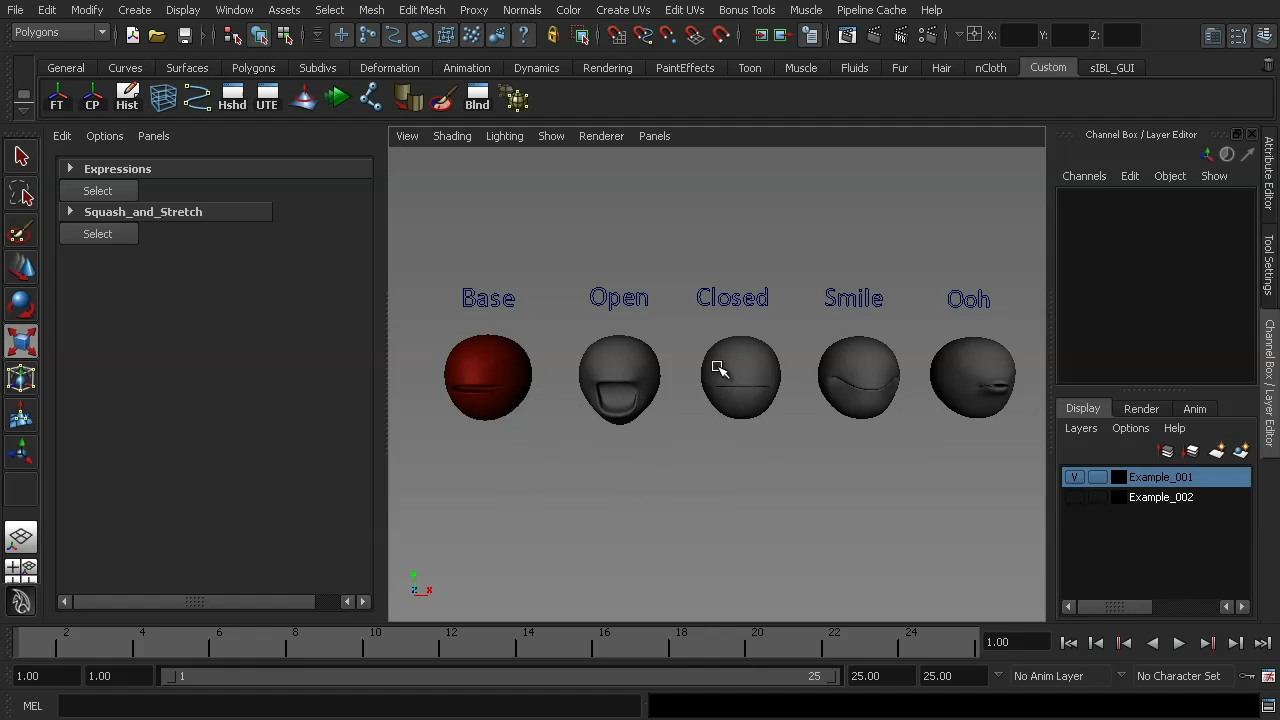 File Edit Modify Create Display Window Assets Select Mesh Edit Mesh Proxy Normals Color Create UVs Edit UVs Bonus Tools Muscle Pipeline Cache Help
Polygons X: Y: Z:
General Curves Surfaces Polygons Subdivs Deformation Animation Dynamics Rendering PaintEffects Toon Muscle Fluids Fur Hair nCloth Custom sIBL_GUI
FT CP Hist Hshd UTE Blnd
Edit Options Panels
View Shading Lighting Show Renderer Panels
Channel Box / Layer Editor
Expressions
Select
Squash_and_Stretch
Select
Base Open Closed Smile Ooh
Channels Edit Object Show
Display Render Anim
Layers Options Help
V Example_001
Example_002
Attribute Editor
Tool Settings
Channel Box / Layer Editor
2 4 6 8 10 12 14 16 18 20 22 24 1.00
1.00 1.00 1 25 25.00 25.00 No Anim Layer No Character Set
MEL